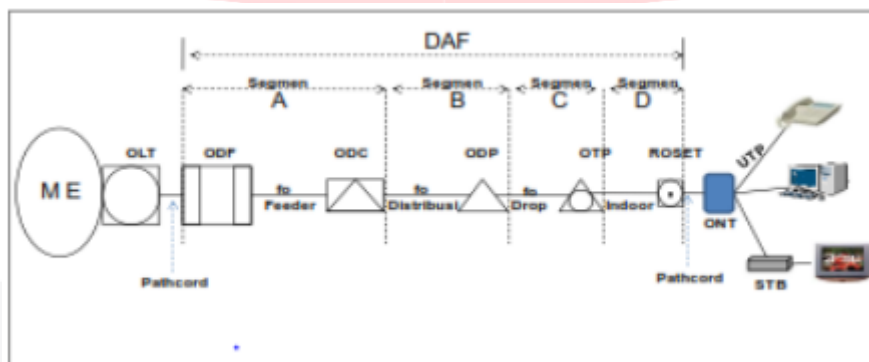 DAF
Segmen Segmen Segmen Segmen
A B C D
OLT ODF ODC ODP OTP ROSET UTP
M E
fo fo fo
Feeder Distribusi Drop Indoor
ONT
Pathcord Pathcord STB